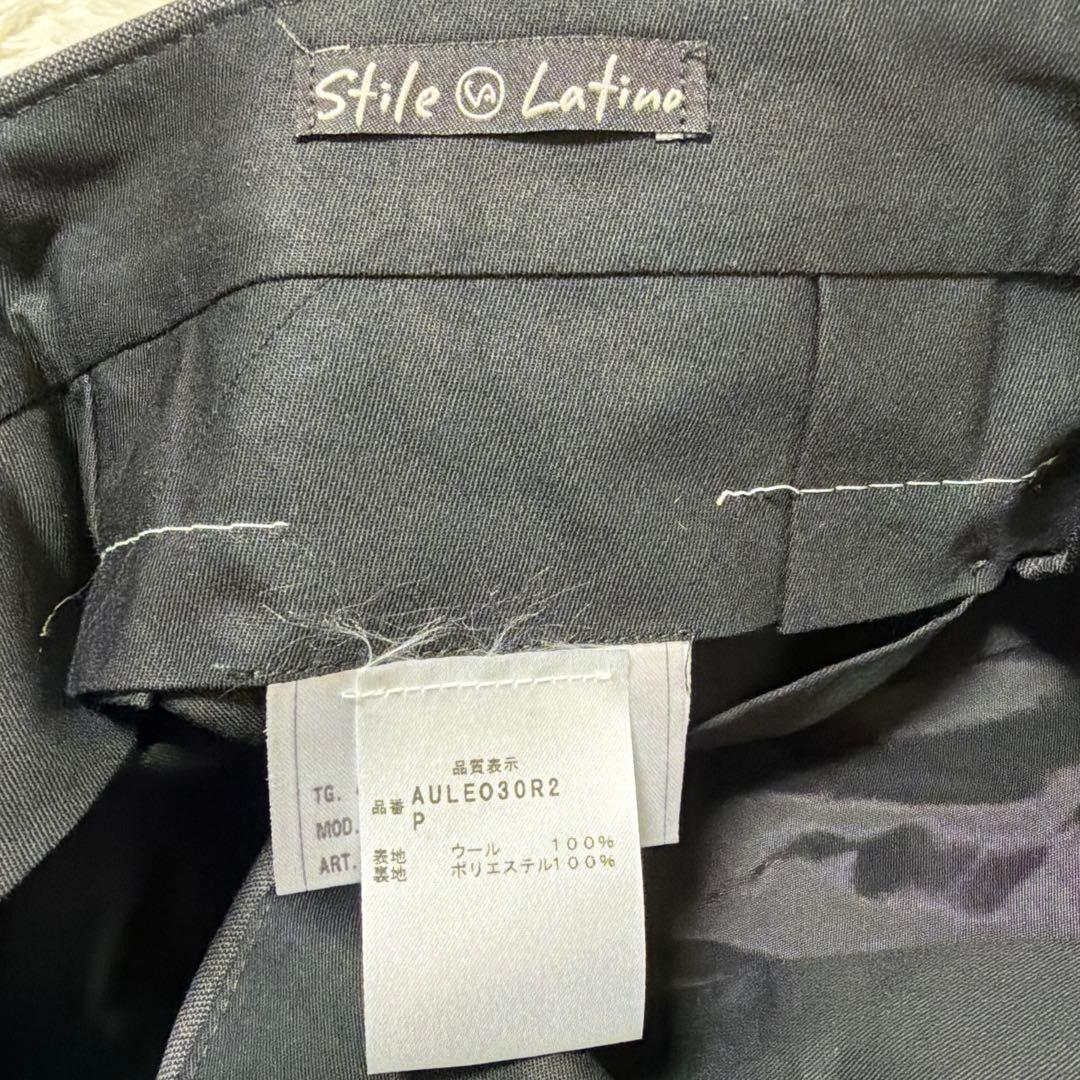 Stile Latino
TG.
MOD.
ART.
品質表示
品番 AULE030R2
P
表地 ウール 100%
裏地 ポリエステル100%